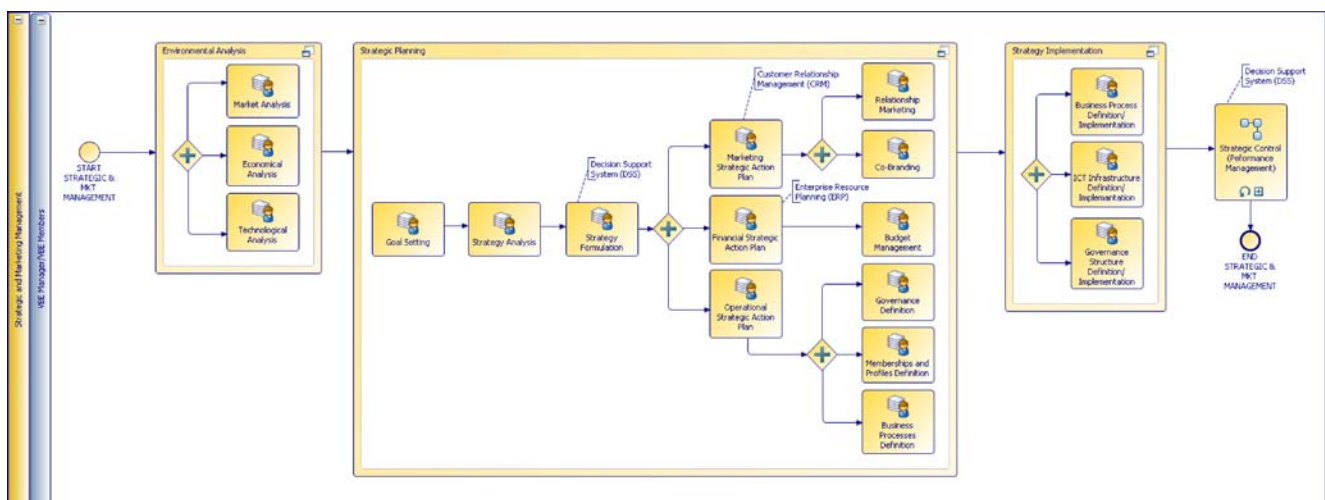 Strategic and Marketing Management
VBE Manager/VBE Members
START
STRATEGIC &
MKT
MANAGEMENT
Environmental Analysis
Market Analysis
Economical
Analysis
Technological
Analysis
Strategic Planning
Goal Setting
Strategy Analysis
Decision Support
System (DSS)
Strategy
Formulation
Customer Relationship
Management (CRM)
Marketing
Strategic Action
Plan
Relationship
Marketing
Co-Branding
Enterprise Resource
Planning (ERP)
Financial Strategic
Action Plan
Budget
Management
Operational
Strategic Action
Plan
Governance
Definition
Memberships and
Profiles Definition
Business
Processes
Definition
Strategy Implementation
Business Process
Definition/
Implementation
ICT Infrastructure
Definition/
Implementation
Governance
Structure
Definition/
Implementation
Decision Support
System (DSS)
Strategic Control
(Peformance
Management)
END
STRATEGIC &
MKT
MANAGEMENT